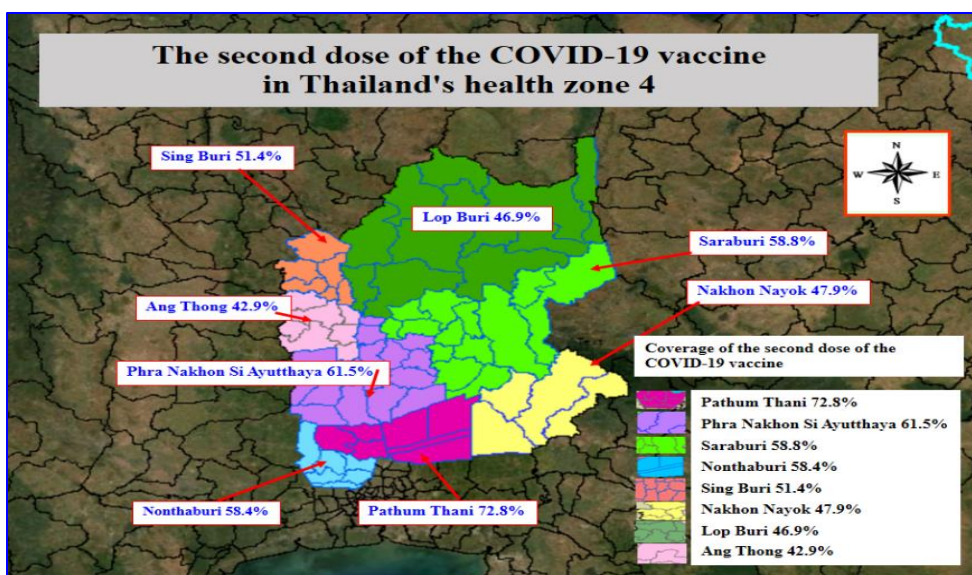 The second dose of the COVID-19 vaccine
in Thailand's health zone 4
N
W
E
S
Sing Buri 51.4%
Lop Buri 46.9%
Saraburi 58.8%
Nakhon Nayok 47.9%
Ang Thong 42.9%
Phra Nakhon Si Ayutthaya 61.5%
Nonthaburi 58.4%
Pathum Thani 72.8%
Coverage of the second dose of the
COVID-19 vaccine
Pathum Thani 72.8%
Phra Nakhon Si Ayutthaya 61.5%
Saraburi 58.8%
Nonthaburi 58.4%
Sing Buri 51.4%
Nakhon Nayok 47.9%
Lop Buri 46.9%
Ang Thong 42.9%